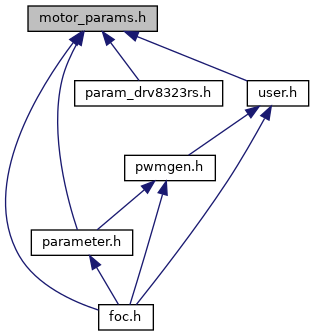 motor_params.h
param_drv8323rs.h
user.h
pwmgen.h
parameter.h
foc.h